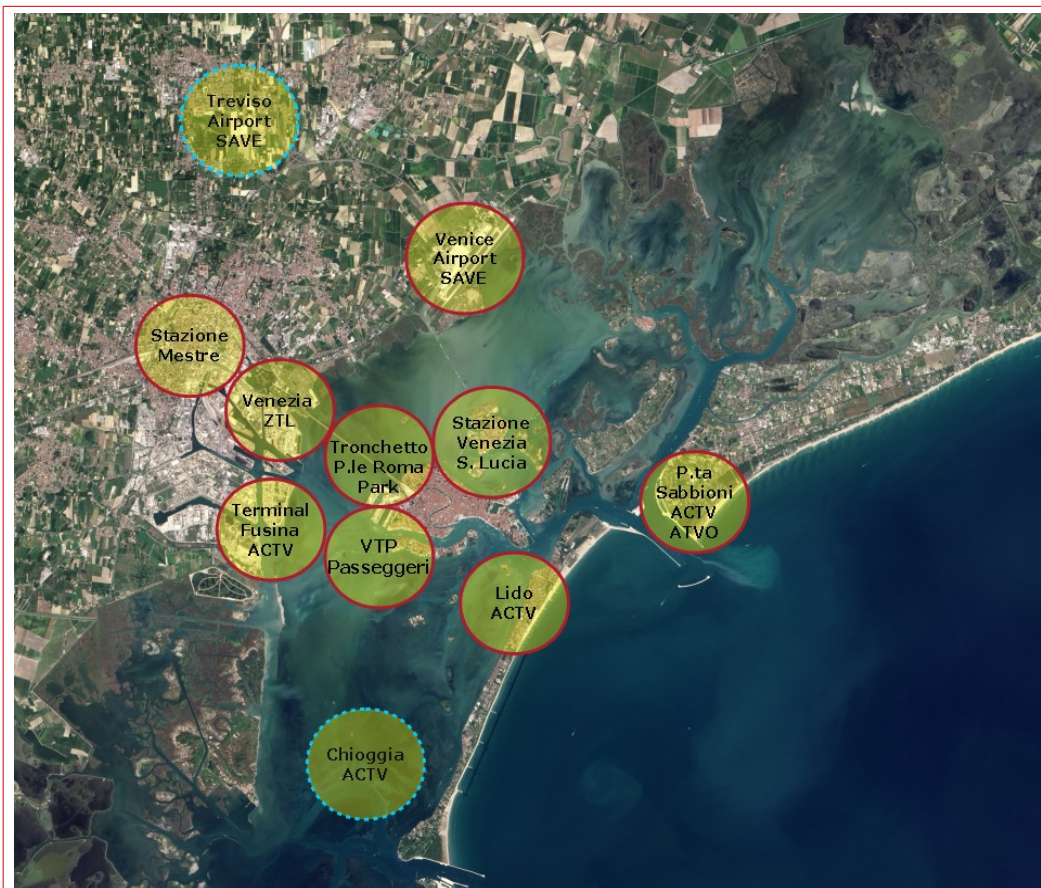 Treviso
Airport
SAVE
Venice
Airport
SAVE
Stazione
Mestre
Venezia
ZTL
Tronchetto
P.le Roma
Park
Stazione
Venezia
S. Lucia
P.ta
Sabbioni
ACTV
ATVO
Terminal
Fusina
ACTV
VTP
Passeggeri
Lido
ACTV
Chioggia
ACTV